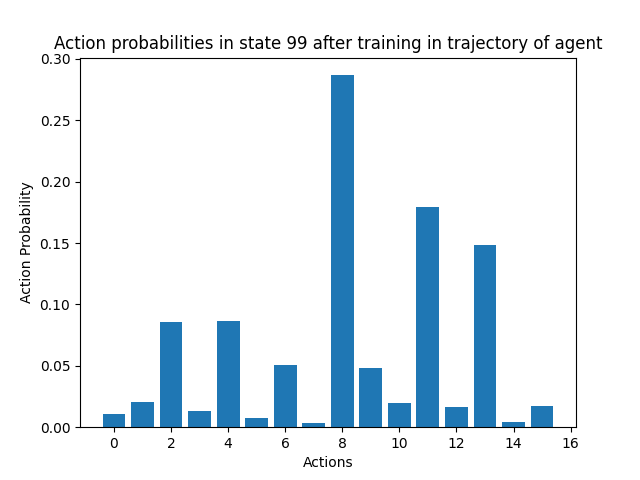 Action probabilities in state 99 after training in trajectory of agent
0.30
0.25
0.20
0.15
0.10
0.05
0.00
Action Probability
0 2 4 6 8 10 12 14 16
Actions